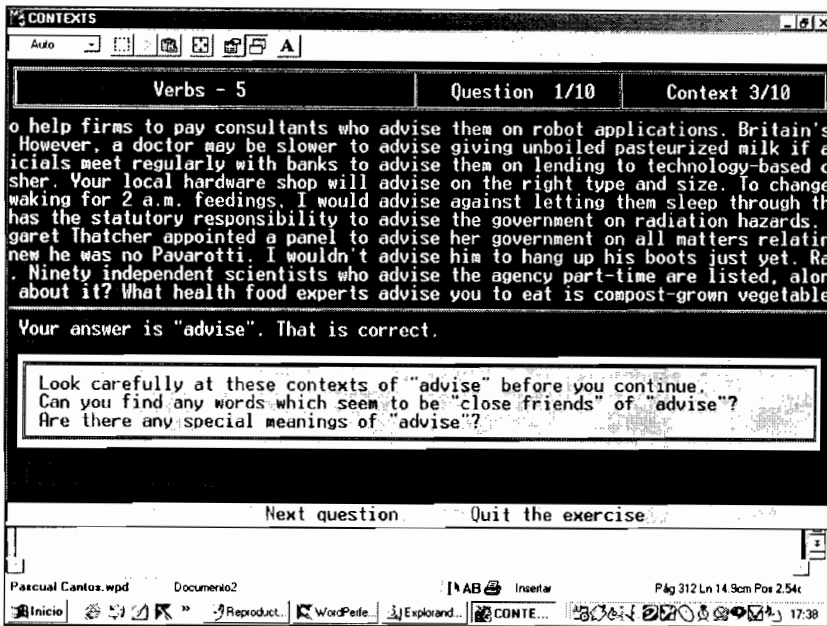 CONTEXTS
Auto A
Verbs - 5 Question 1/10 Context 3/10
o help firms to pay consultants who advise them on robot applications. Britain's
However, a doctor may be slower to advise giving unboiled pasteurized milk if a
icials meet regularly with banks to advise them on lending to technology-based c
sher. Your local hardware shop will advise on the right type and size. To change
waking for 2 a.m. feedings, I would advise against letting them sleep through th
has the statutory responsibility to advise the government on radiation hazards.
garet Thatcher appointed a panel to advise her government on all matters relatin
new he was no Pavarotti. I wouldn't advise him to hang up his boots just yet. Ra
. Ninety independent scientists who advise the agency part-time are listed, alon
about it? What health food experts advise you to eat is compost-grown vegetable
Your answer is "advise". That is correct.
Look carefully at these contexts of "advise" before you continue.
Can you find any words which seem to be "close friends" of "advise"?
Are there any special meanings of "advise"?
Next question Quit the exercise
Pascual Cantos.wpd Documento2 AB Insertar Pág 312 Ln 14.9cm Pos 2.54c
Inicio » Reproduct... WordPerfe... Explorand... CONTE... 17:38